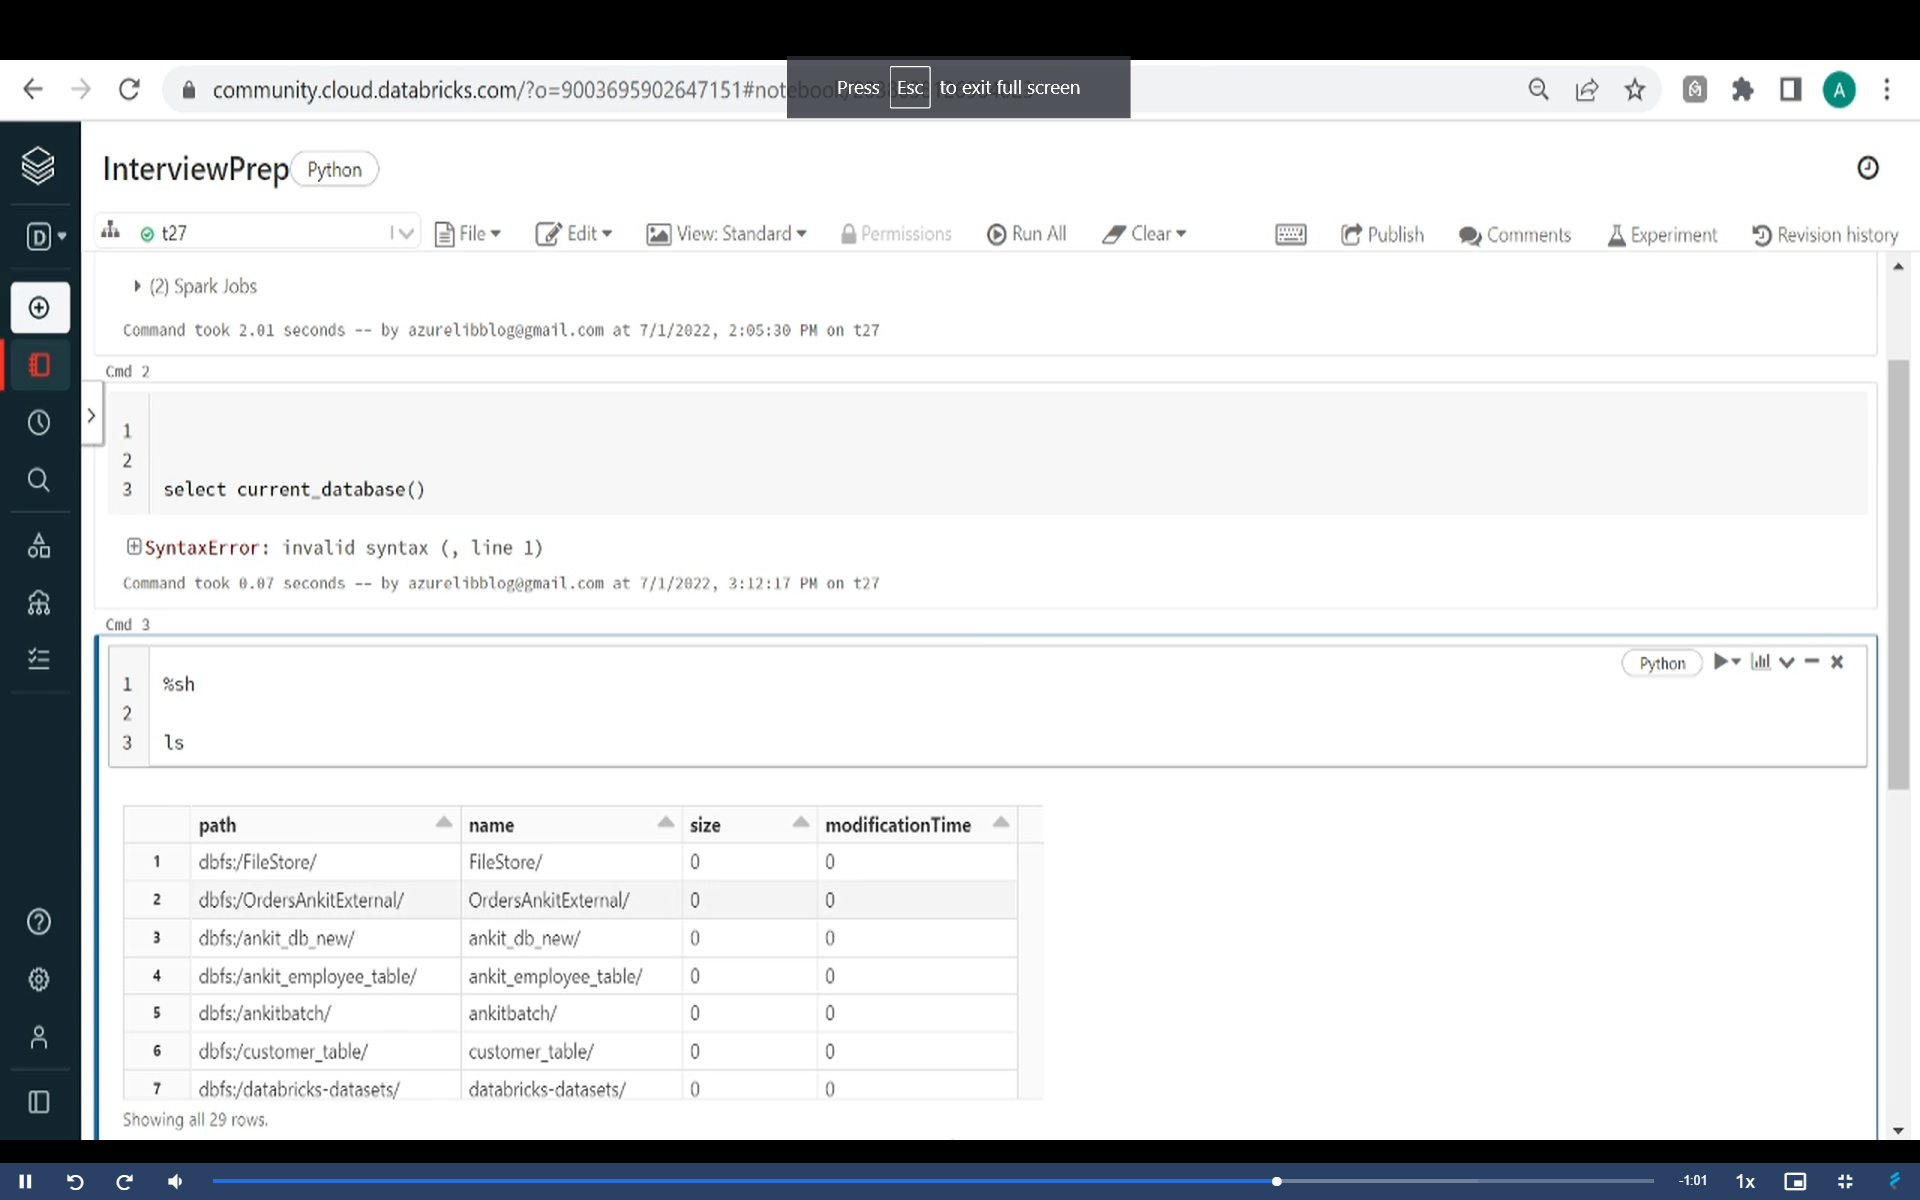 community.cloud.databricks.com/?o=9003695902647151#notebook
Press Esc to exit full screen
A
InterviewPrep Python
D
t27 File Edit View: Standard Permissions Run All Clear Publish Comments Experiment Revision history
(2) Spark Jobs
Command took 2.01 seconds -- by azurelibblog@gmail.com at 7/1/2022, 2:05:30 PM on t27
Cmd 2
1
2
3 select current_database()
SyntaxError: invalid syntax (, line 1)
Command took 0.07 seconds -- by azurelibblog@gmail.com at 7/1/2022, 3:12:17 PM on t27
Cmd 3
Python
1 %sh
2
3 ls
path name size modificationTime
1 dbfs:/FileStore/ FileStore/ 0 0
2 dbfs:/OrdersAnkitExternal/ OrdersAnkitExternal/ 0 0
3 dbfs:/ankit_db_new/ ankit_db_new/ 0 0
4 dbfs:/ankit_employee_table/ ankit_employee_table/ 0 0
5 dbfs:/ankitbatch/ ankitbatch/ 0 0
6 dbfs:/customer_table/ customer_table/ 0 0
7 dbfs:/databricks-datasets/ databricks-datasets/ 0 0
Showing all 29 rows.
-1:01 1x